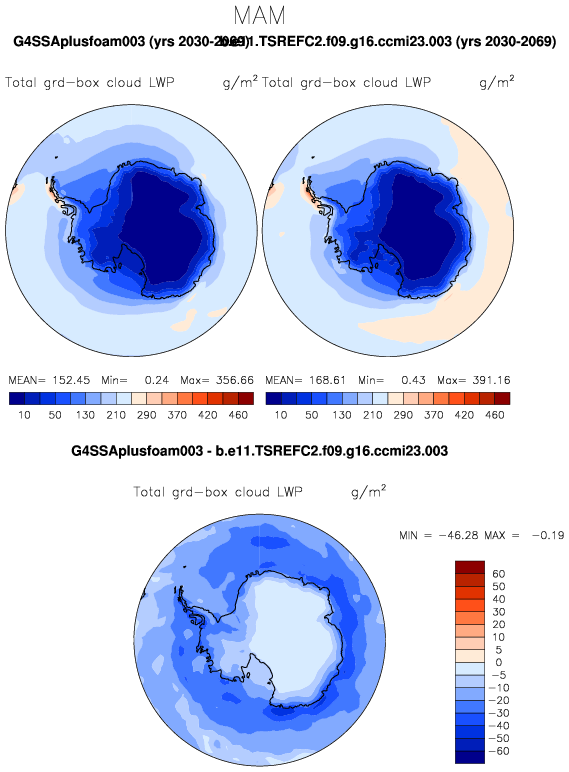 MAM
G4SSAplusfoam003 (yrs 2030-2069) b.e11.TSREFC2.f09.g16.ccmi23.003 (yrs 2030-2069)
Total grd-box cloud LWP g/m2 Total grd-box cloud LWP g/m2
MEAN= 152.45 Min= 0.24 Max= 356.66 MEAN= 168.61 Min= 0.43 Max= 391.16
10 50 130 210 290 370 420 460 10 50 130 210 290 370 420 460
G4SSAplusfoam003 - b.e11.TSREFC2.f09.g16.ccmi23.003
Total grd-box cloud LWP g/m2
MIN = -46.28 MAX = -0.19
60
50
40
30
20
10
5
0
-5
-10
-20
-30
-40
-50
-60